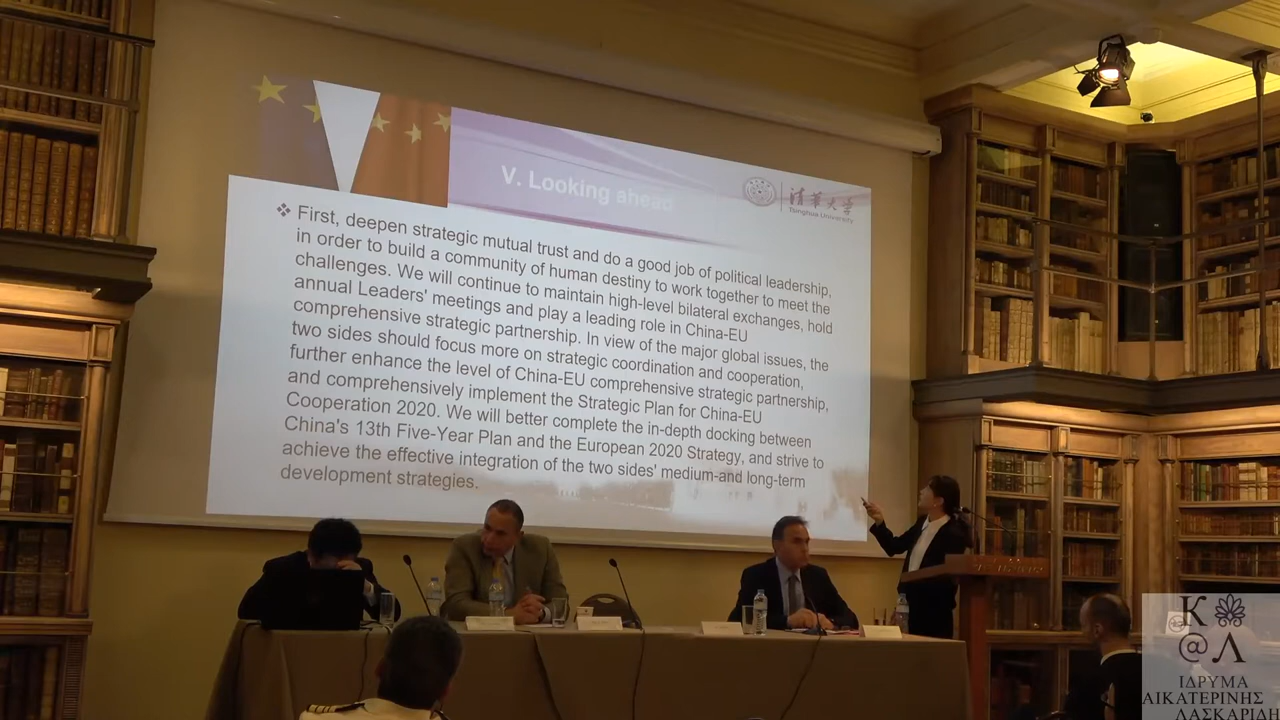 V. Looking ahead
清華大学
Tsinghua University
❖ First, deepen strategic mutual trust and do a good job of political leadership,
in order to build a community of human destiny to work together to meet the
challenges. We will continue to maintain high-level bilateral exchanges, hold
annual Leaders' meetings and play a leading role in China-EU
comprehensive strategic partnership. In view of the major global issues, the
two sides should focus more on strategic coordination and cooperation,
further enhance the level of China-EU comprehensive strategic partnership,
and comprehensively implement the Strategic Plan for China-EU
Cooperation 2020. We will better complete the in-depth docking between
China's 13th Five-Year Plan and the European 2020 Strategy, and strive to
achieve the effective integration of the two sides' medium-and long-term
development strategies.
Κ
@ Λ
ΙΔΡΥΜΑ
ΑΙΚΑΤΕΡΙΝΗΣ
ΛΑΣΚΑΡΙΔΗ